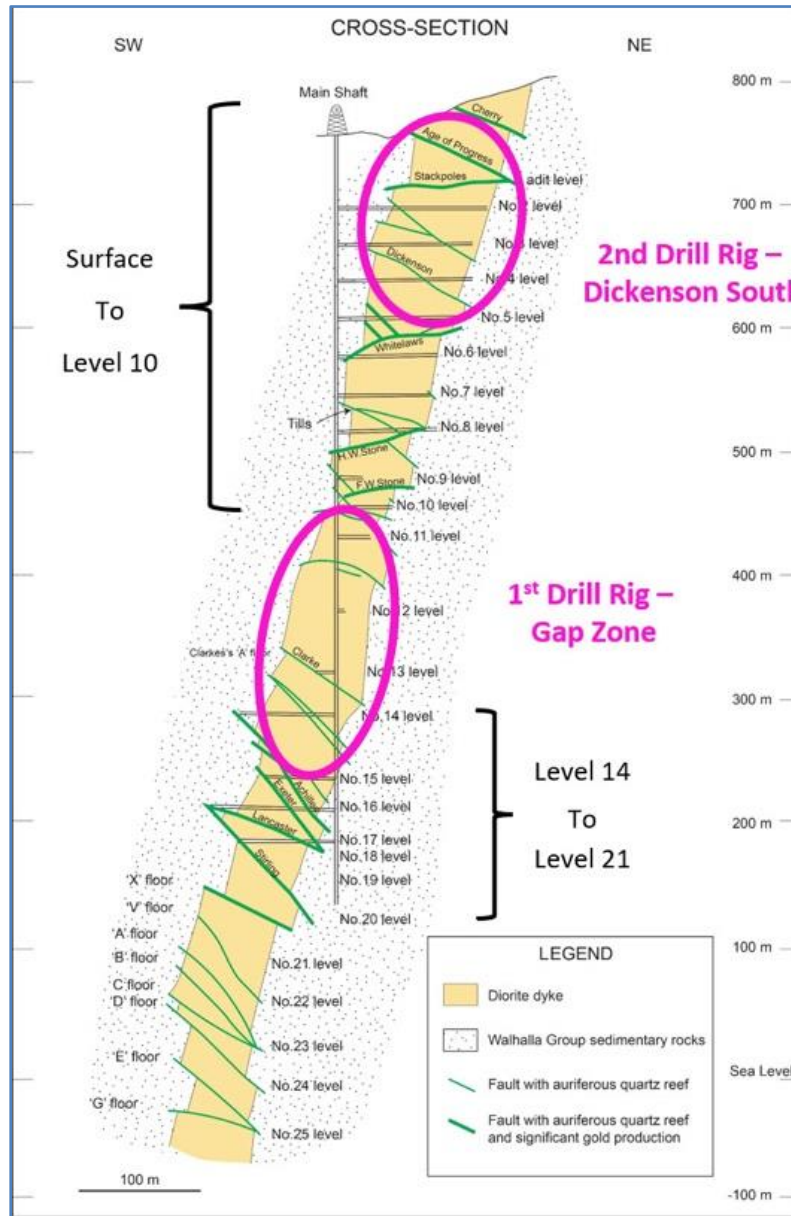 CROSS-SECTION
SW
NE
800 m
Main Shaft
Cherry
Age of Progress
Stackpoles
adit level
No.2 level
700 m
No.3 level
Dickenson
No.4 level
No.5 level
600 m
Whitelaws
No.6 level
No.7 level
Tills
No.8 level
H.W.Stone
500 m
No.9 level
F.W.Stone
No.10 level
No.11 level
400 m
No.12 level
Clarkes's 'A' floor
Clarke
No.13 level
300 m
No.14 level
No.15 level
Achilles
Exeter
No.16 level
Lancaster
200 m
No.17 level
No.18 level
Stirling
'X' floor
No.19 level
'V' floor
No.20 level
'A' floor
100 m
'B' floor
No.21 level
C floor
'D' floor
No.22 level
No.23 level
'E' floor
Sea Level
No.24 level
'G' floor
No.25 level
100 m
-100 m
Surface
To
Level 10
2nd Drill Rig –
Dickenson South
1st Drill Rig –
Gap Zone
Level 14
To
Level 21
LEGEND
Diorite dyke
Walhalla Group sedimentary rocks
Fault with auriferous quartz reef
Fault with auriferous quartz reef
and significant gold production